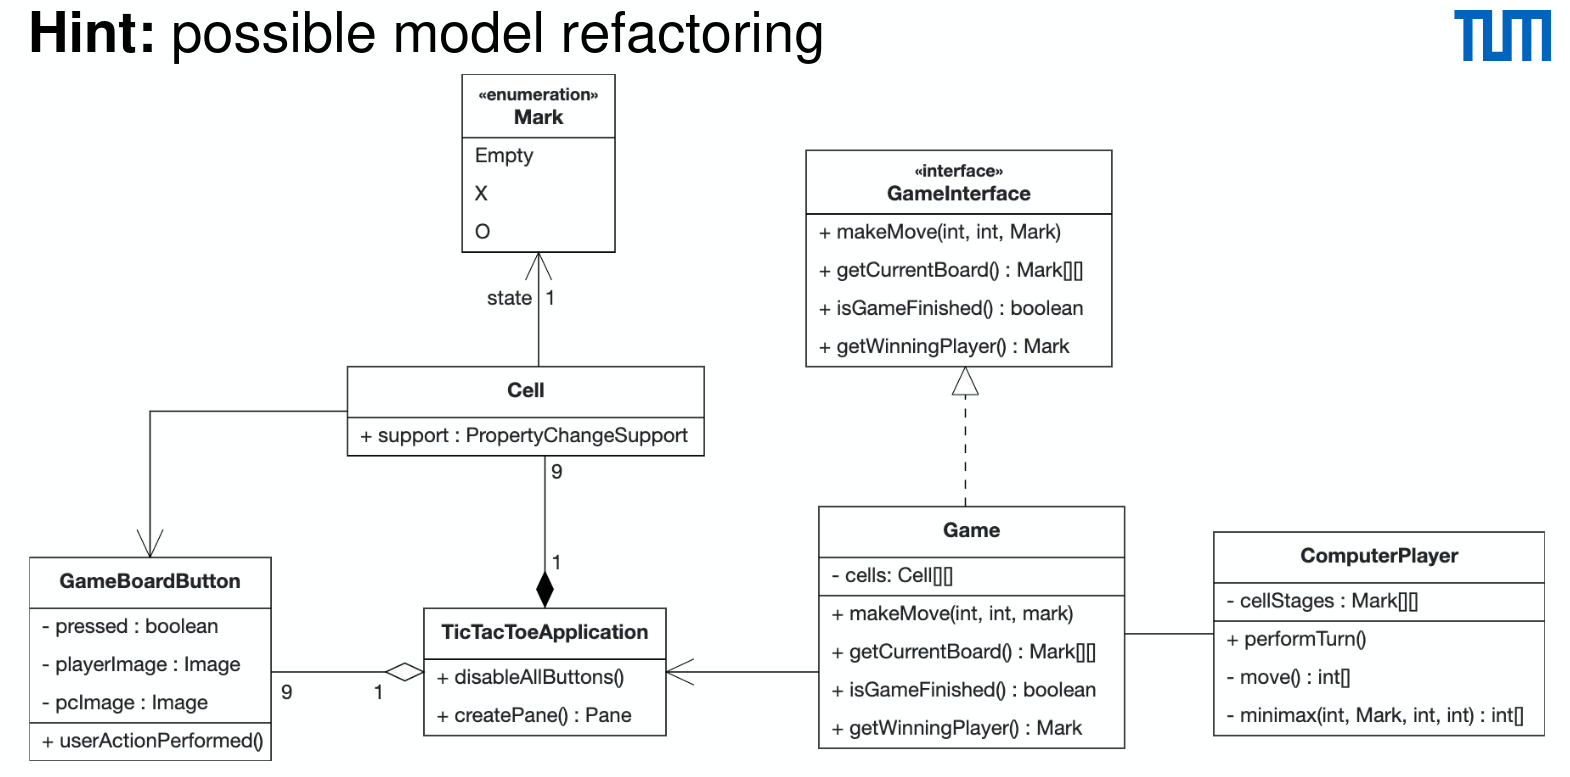 Hint: possible model refactoring
TUM
«enumeration»
Mark
Empty
X
O
state 1
«interface»
GameInterface
+ makeMove(int, int, Mark)
+ getCurrentBoard() : Mark[][]
+ isGameFinished() : boolean
+ getWinningPlayer() : Mark
Cell
+ support : PropertyChangeSupport
9
1
GameBoardButton
- pressed : boolean
- playerImage : Image
- pcImage : Image
+ userActionPerformed()
9
1
TicTacToeApplication
+ disableAllButtons()
+ createPane() : Pane
Game
- cells: Cell[][]
+ makeMove(int, int, mark)
+ getCurrentBoard() : Mark[][]
+ isGameFinished() : boolean
+ getWinningPlayer() : Mark
ComputerPlayer
- cellStages : Mark[][]
+ performTurn()
- move() : int[]
- minimax(int, Mark, int, int) : int[]